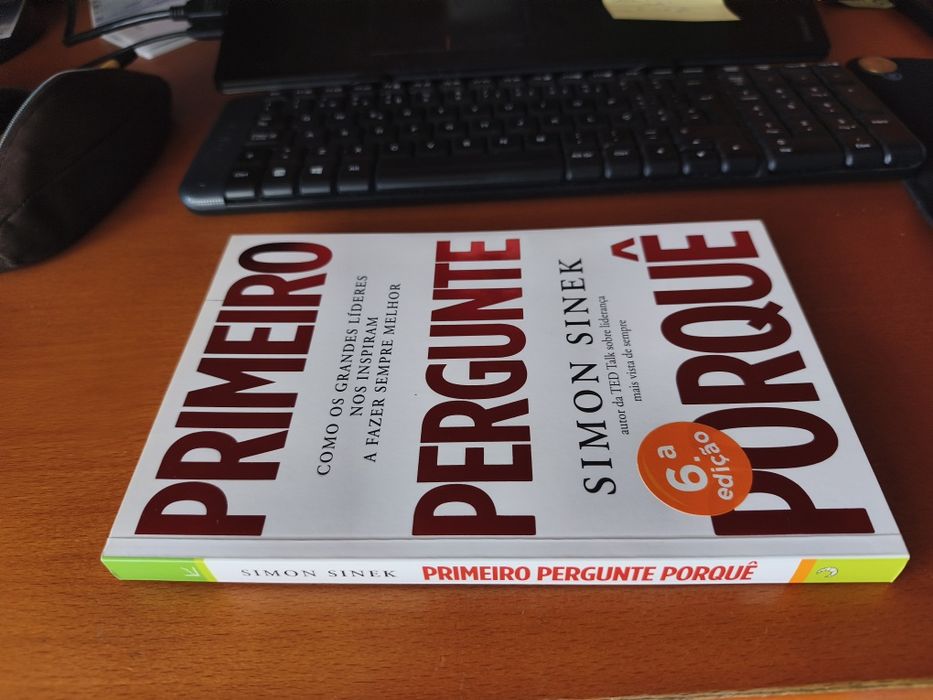 PRIMEIRO
COMO OS GRANDES LÍDERES
NOS INSPIRAM
A FAZER SEMPRE MELHOR
PERGUNTE
SIMON SINEK
autor da TED Talk sobre liderança
mais vista de sempre
PORQUÊ
6.a
edição
SIMON SINEK PRIMEIRO PERGUNTE PORQUÊ